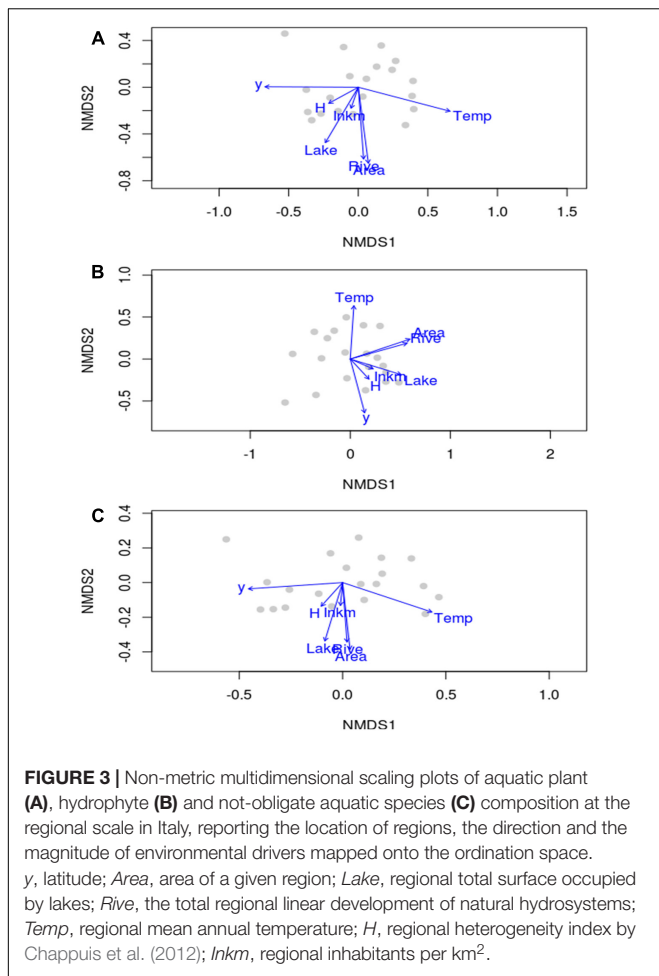 A
NMDS2
0.4
0.0
-0.4
-0.8
y
H
Inkm
Lake
Rive
Area
Temp
-1.0
-0.5
0.0
0.5
1.0
1.5
NMDS1
B
NMDS2
1.0
0.5
0.0
-0.5
Temp
Area
Rive
Inkm
Lake
H
y
-1
0
1
2
NMDS1
C
NMDS2
0.4
0.2
0.0
-0.2
-0.4
y
H
Inkm
Lake
Rive
Area
Temp
-0.5
0.0
0.5
1.0
NMDS1
FIGURE 3 | Non-metric multidimensional scaling plots of aquatic plant
(A), hydrophyte (B) and not-obligate aquatic species (C) composition at the
regional scale in Italy, reporting the location of regions, the direction and the
magnitude of environmental drivers mapped onto the ordination space.
y, latitude; Area, area of a given region; Lake, regional total surface occupied
by lakes; Rive, the total regional linear development of natural hydrosystems;
Temp, regional mean annual temperature; H, regional heterogeneity index by
Chappuis et al. (2012); Inkm, regional inhabitants per km².